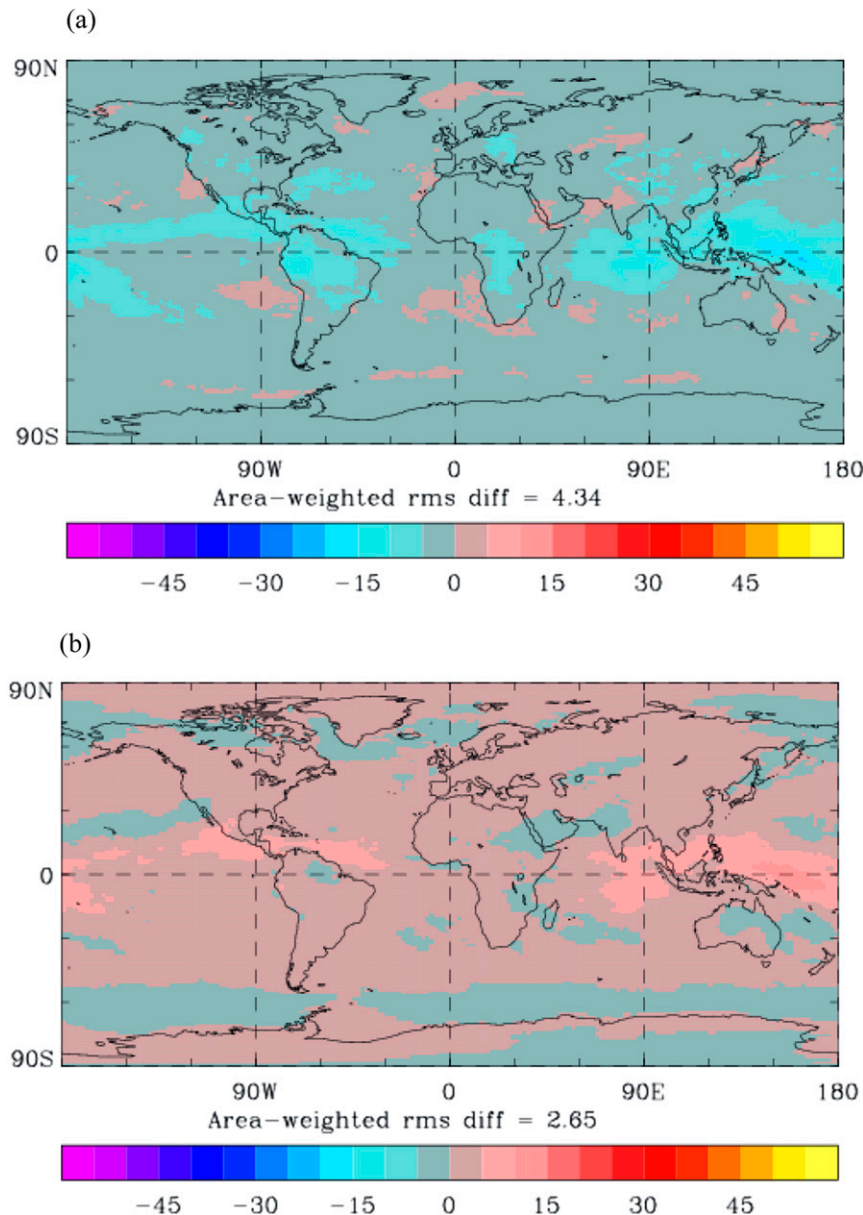 (a)
90N
0
90S
90W 0 90E 180
Area-weighted rms diff = 4.34
-45 -30 -15 0 15 30 45
(b)
90N
0
90S
90W 0 90E 180
Area-weighted rms diff = 2.65
-45 -30 -15 0 15 30 45